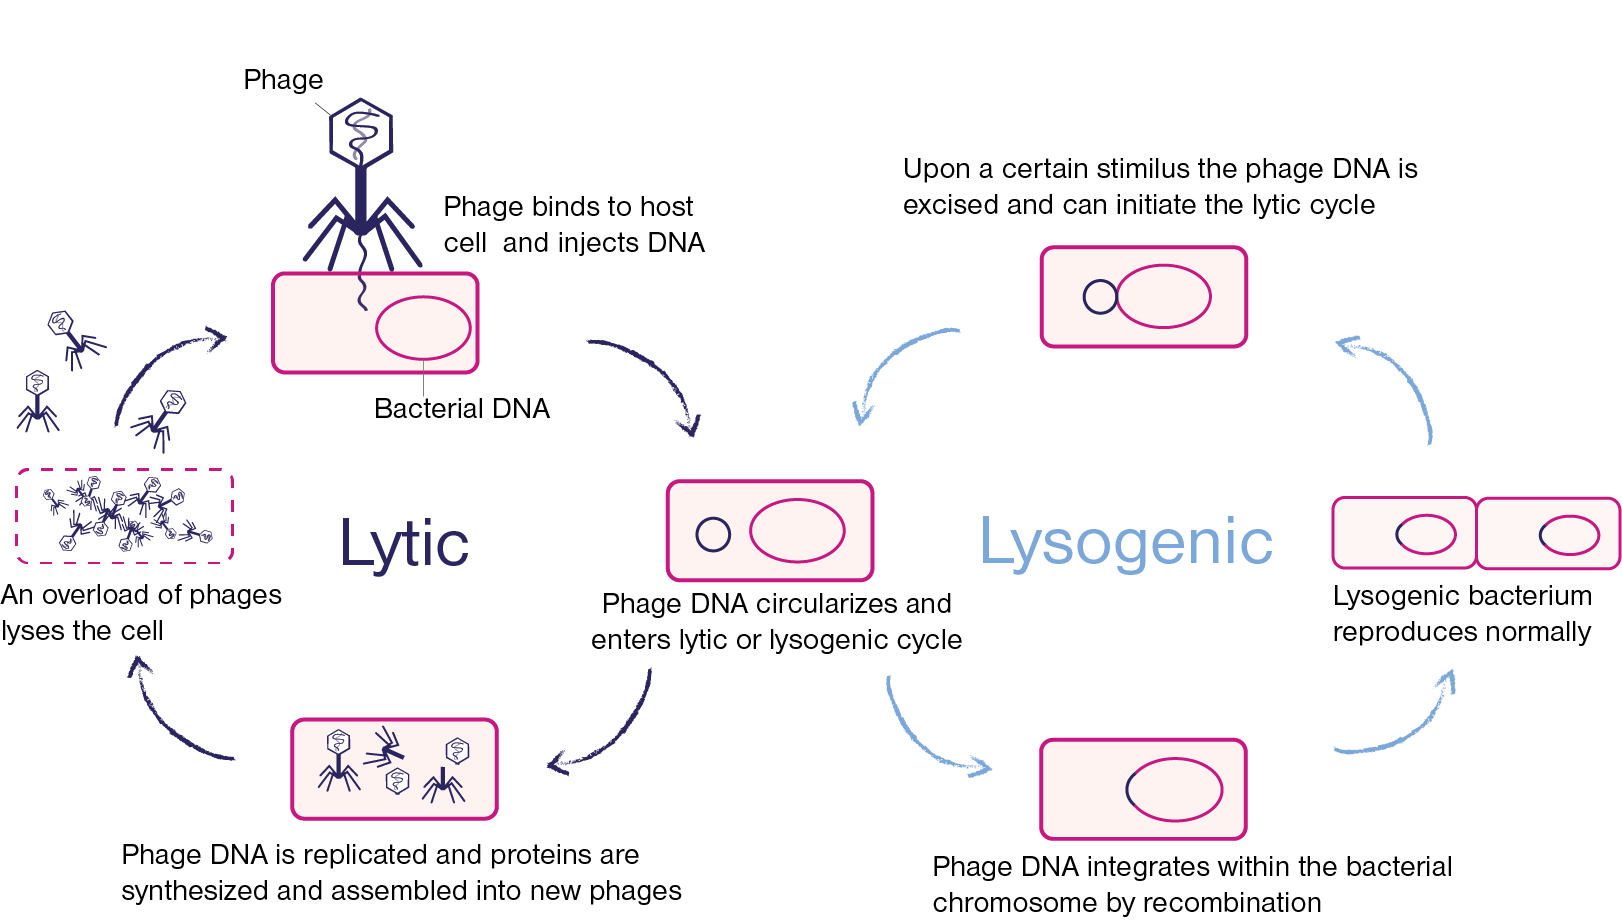 Phage
Phage binds to host
cell and injects DNA
Bacterial DNA
Upon a certain stimilus the phage DNA is
excised and can initiate the lytic cycle
Lytic
Lysogenic
An overload of phages
lyses the cell
Phage DNA circularizes and
enters lytic or lysogenic cycle
Lysogenic bacterium
reproduces normally
Phage DNA is replicated and proteins are
synthesized and assembled into new phages
Phage DNA integrates within the bacterial
chromosome by recombination